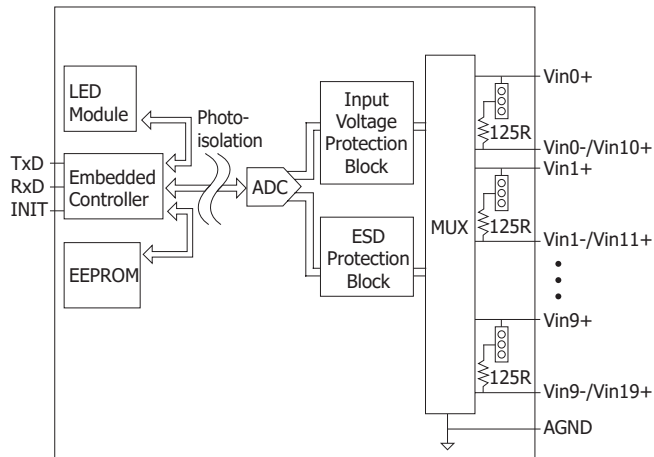 LED
Module
Photo-
isolation
Input
Voltage
Protection
Block
TxD
RxD
INIT
Embedded
Controller
ADC
EEPROM
ESD
Protection
Block
MUX
Vin0+
125R
Vin0-/Vin10+
Vin1+
125R
Vin1-/Vin11+
Vin9+
125R
Vin9-/Vin19+
AGND